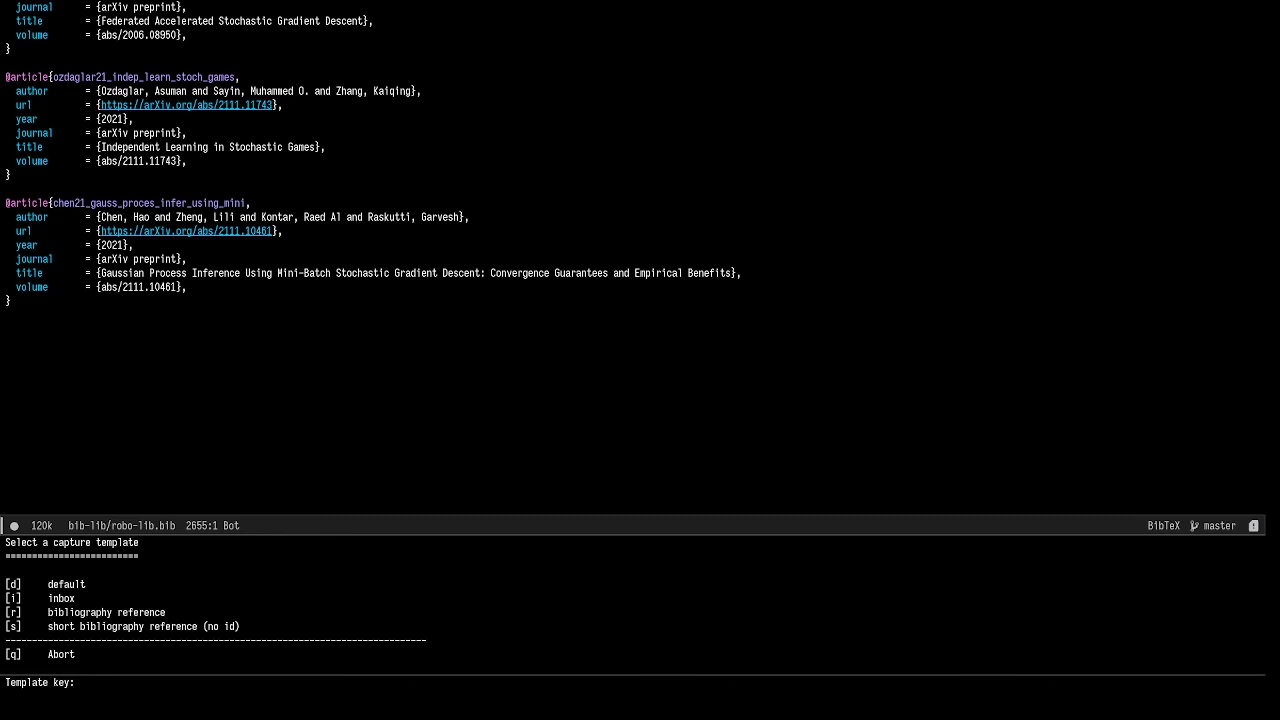 journal = {arXiv preprint},
title = {Federated Accelerated Stochastic Gradient Descent},
volume = {abs/2006.08950},
}
@article{ozdaglar21_indep_learn_stoch_games,
author = {Ozdaglar, Asuman and Sayin, Muhammed O. and Zhang, Kaiqing},
url = {https://arXiv.org/abs/2111.11743},
year = {2021},
journal = {arXiv preprint},
title = {Independent Learning in Stochastic Games},
volume = {abs/2111.11743},
}
@article{chen21_gauss_proces_infer_using_mini,
author = {Chen, Hao and Zheng, Lili and Kontar, Raed Al and Raskutti, Garvesh},
url = {https://arXiv.org/abs/2111.10461},
year = {2021},
journal = {arXiv preprint},
title = {Gaussian Process Inference Using Mini-Batch Stochastic Gradient Descent: Convergence Guarantees and Empirical Benefits},
volume = {abs/2111.10461},
}
120k bib-lib/robo-lib.bib 2655:1 Bot BibTeX master
Select a capture template
=========================
[d] default
[i] inbox
[r] bibliography reference
[s] short bibliography reference (no id)
-------------------------------------------------------------------------------
[q] Abort
Template key: